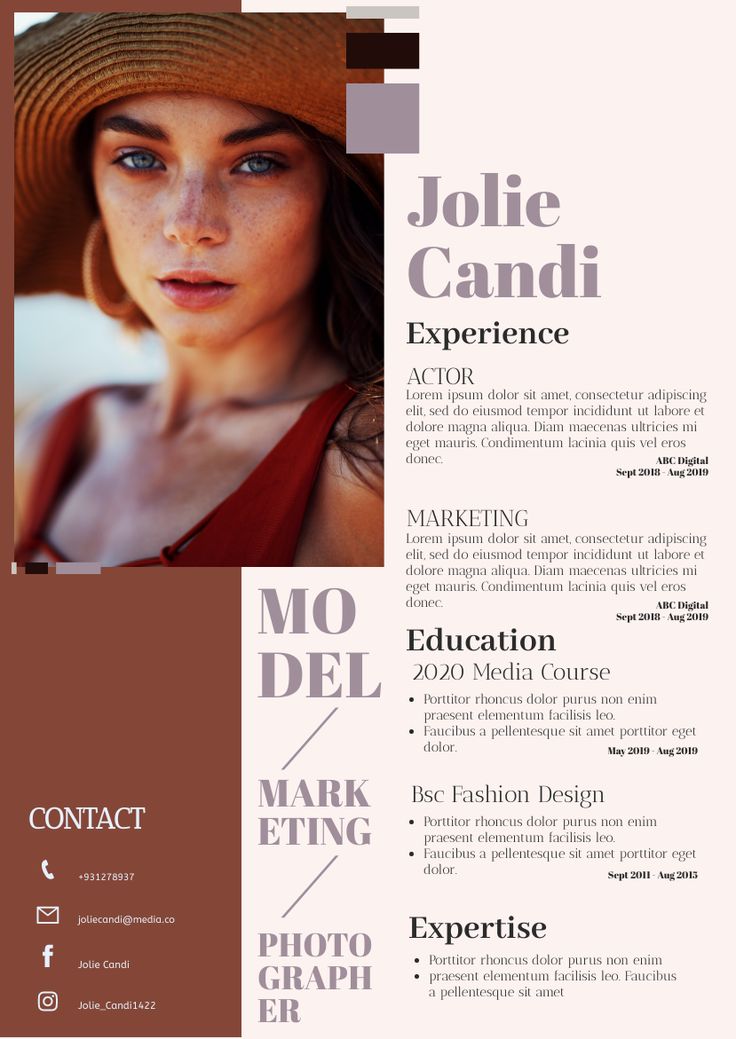 Jolie
Candi
Experience
ACTOR
Lorem ipsum dolor sit amet, consectetur adipiscing
elit, sed do eiusmod tempor incididunt ut labore et
dolore magna aliqua. Diam maecenas ultricies mi
eget mauris. Condimentum lacinia quis vel eros
donec.
ABC Digital
Sept 2018 - Aug 2019
MARKETING
Lorem ipsum dolor sit amet, consectetur adipiscing
elit, sed do eiusmod tempor incididunt ut labore et
dolore magna aliqua. Diam maecenas ultricies mi
eget mauris. Condimentum lacinia quis vel eros
donec.
ABC Digital
Sept 2018 - Aug 2019
Education
2020 Media Course
• Porttitor rhoncus dolor purus non enim
praesent elementum facilisis leo.
• Faucibus a pellentesque sit amet porttitor eget
dolor.
May 2019 - Aug 2019
Bsc Fashion Design
• Porttitor rhoncus dolor purus non enim
praesent elementum facilisis leo.
• Faucibus a pellentesque sit amet porttitor eget
dolor.
Sept 2011 - Aug 2015
Expertise
• Porttitor rhoncus dolor purus non enim
• praesent elementum facilisis leo. Faucibus
a pellentesque sit amet
MO
DEL
MARK
ETING
PHOTO
GRAPH
ER
CONTACT
+931278937
joliecandi@media.co
Jolie Candi
Jolie_Candi1422